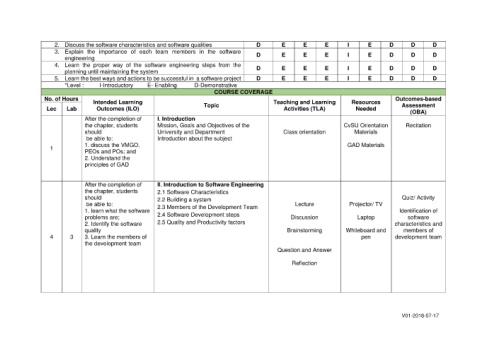 2. Discuss the software characteristics and software qualities D E E E I E D D D
3. Explain the importance of each team members in the software
engineering D E E E I E D D D
4. Learn the proper way of the software engineering steps from the
planning until maintaining the system D E E E I E D D D
5. Learn the best ways and actions to be successful in a software project D E E E I E D D D
*Level : I-Introductory E- Enabling D-Demonstrative
COURSE COVERAGE
No. of Hours
Lec Lab
Intended Learning
Outcomes (ILO)
Topic
Teaching and Learning
Activities (TLA)
Resources
Needed
Outcomes-based
Assessment
(OBA)
1
After the completion of
the chapter, students
should
be able to:
1. discuss the VMGO,
PEOs and POs; and
2. Understand the
principles of GAD
I. Introduction
Mission, Goals and Objectives of the
University and Department
Introduction about the subject
Class orientation
CvSU Orientation
Materials
GAD Materials
Recitation
4 3
After the completion of
the chapter, students
should
be able to:
1. learn what the software
problems are;
2. Identify the software
quality
3. Learn the members of
the development team
II. Introduction to Software Engineering
2.1 Software Characteristics
2.2 Building a system
2.3 Members of the Development Team
2.4 Software Development steps
2.5 Quality and Productivity factors
Lecture
Discussion
Brainstorming
Question and Answer
Reflection
Projector/ TV
Laptop
Whiteboard and
pen
Quiz/ Activity
Identification of
software
characteristics and
members of
development team
V01-2018-07-17